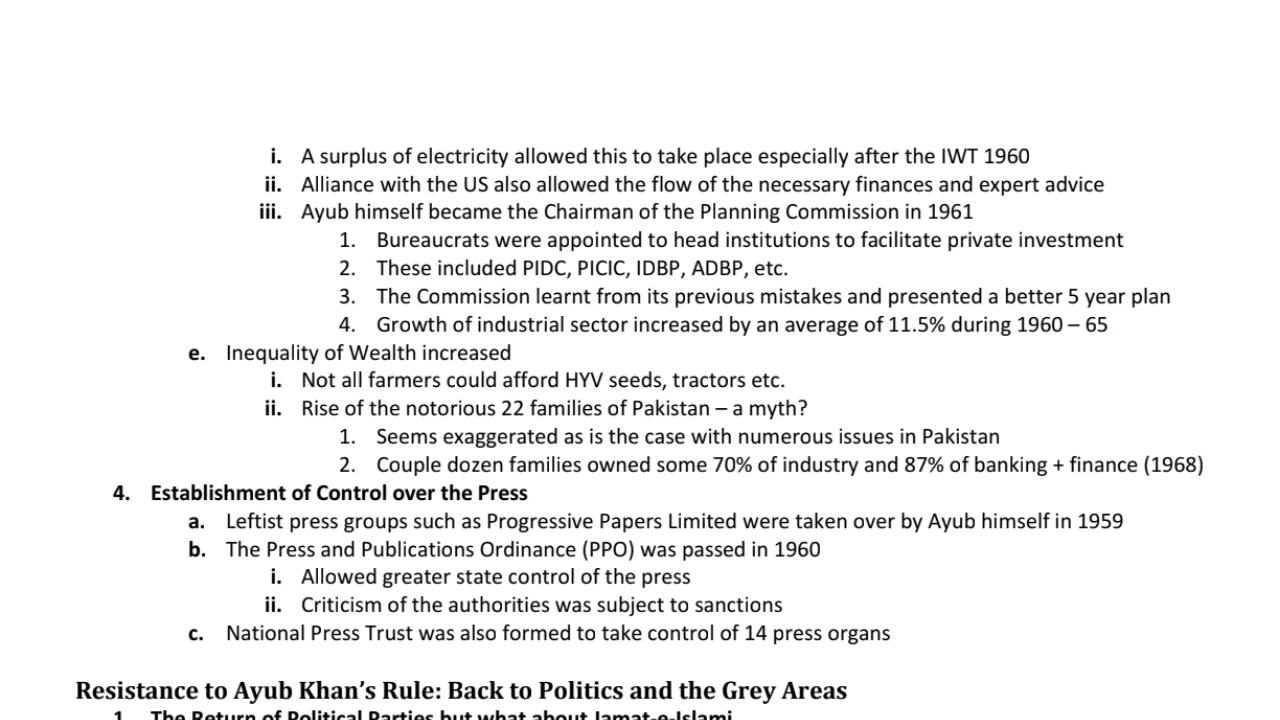 i. A surplus of electricity allowed this to take place especially after the IWT 1960
ii. Alliance with the US also allowed the flow of the necessary finances and expert advice
iii. Ayub himself became the Chairman of the Planning Commission in 1961
1. Bureaucrats were appointed to head institutions to facilitate private investment
2. These included PIDC, PICIC, IDBP, ADBP, etc.
3. The Commission learnt from its previous mistakes and presented a better 5 year plan
4. Growth of industrial sector increased by an average of 11.5% during 1960 – 65
e. Inequality of Wealth increased
i. Not all farmers could afford HYV seeds, tractors etc.
ii. Rise of the notorious 22 families of Pakistan – a myth?
1. Seems exaggerated as is the case with numerous issues in Pakistan
2. Couple dozen families owned some 70% of industry and 87% of banking + finance (1968)
4. Establishment of Control over the Press
a. Leftist press groups such as Progressive Papers Limited were taken over by Ayub himself in 1959
b. The Press and Publications Ordinance (PPO) was passed in 1960
i. Allowed greater state control of the press
ii. Criticism of the authorities was subject to sanctions
c. National Press Trust was also formed to take control of 14 press organs
Resistance to Ayub Khan's Rule: Back to Politics and the Grey Areas
1. The Return of Political Parties but what about Jamat-e-Islami